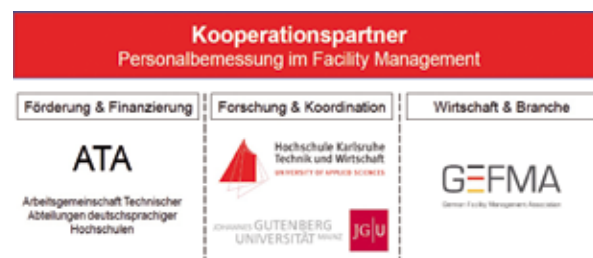 Kooperationspartner
Personalbemessung im Facility Management
Förderung & Finanzierung
ATA
Arbeitsgemeinschaft Technischer
Abteilungen deutschsprachiger
Hochschulen
Forschung & Koordination
Hochschule Karlsruhe
Technik und Wirtschaft
UNIVERSITY OF APPLIED SCIENCES
JOHANNES GUTENBERG
UNIVERSITÄT MAINZ
JG|U
Wirtschaft & Branche
GEFMA
German Facility Management Association